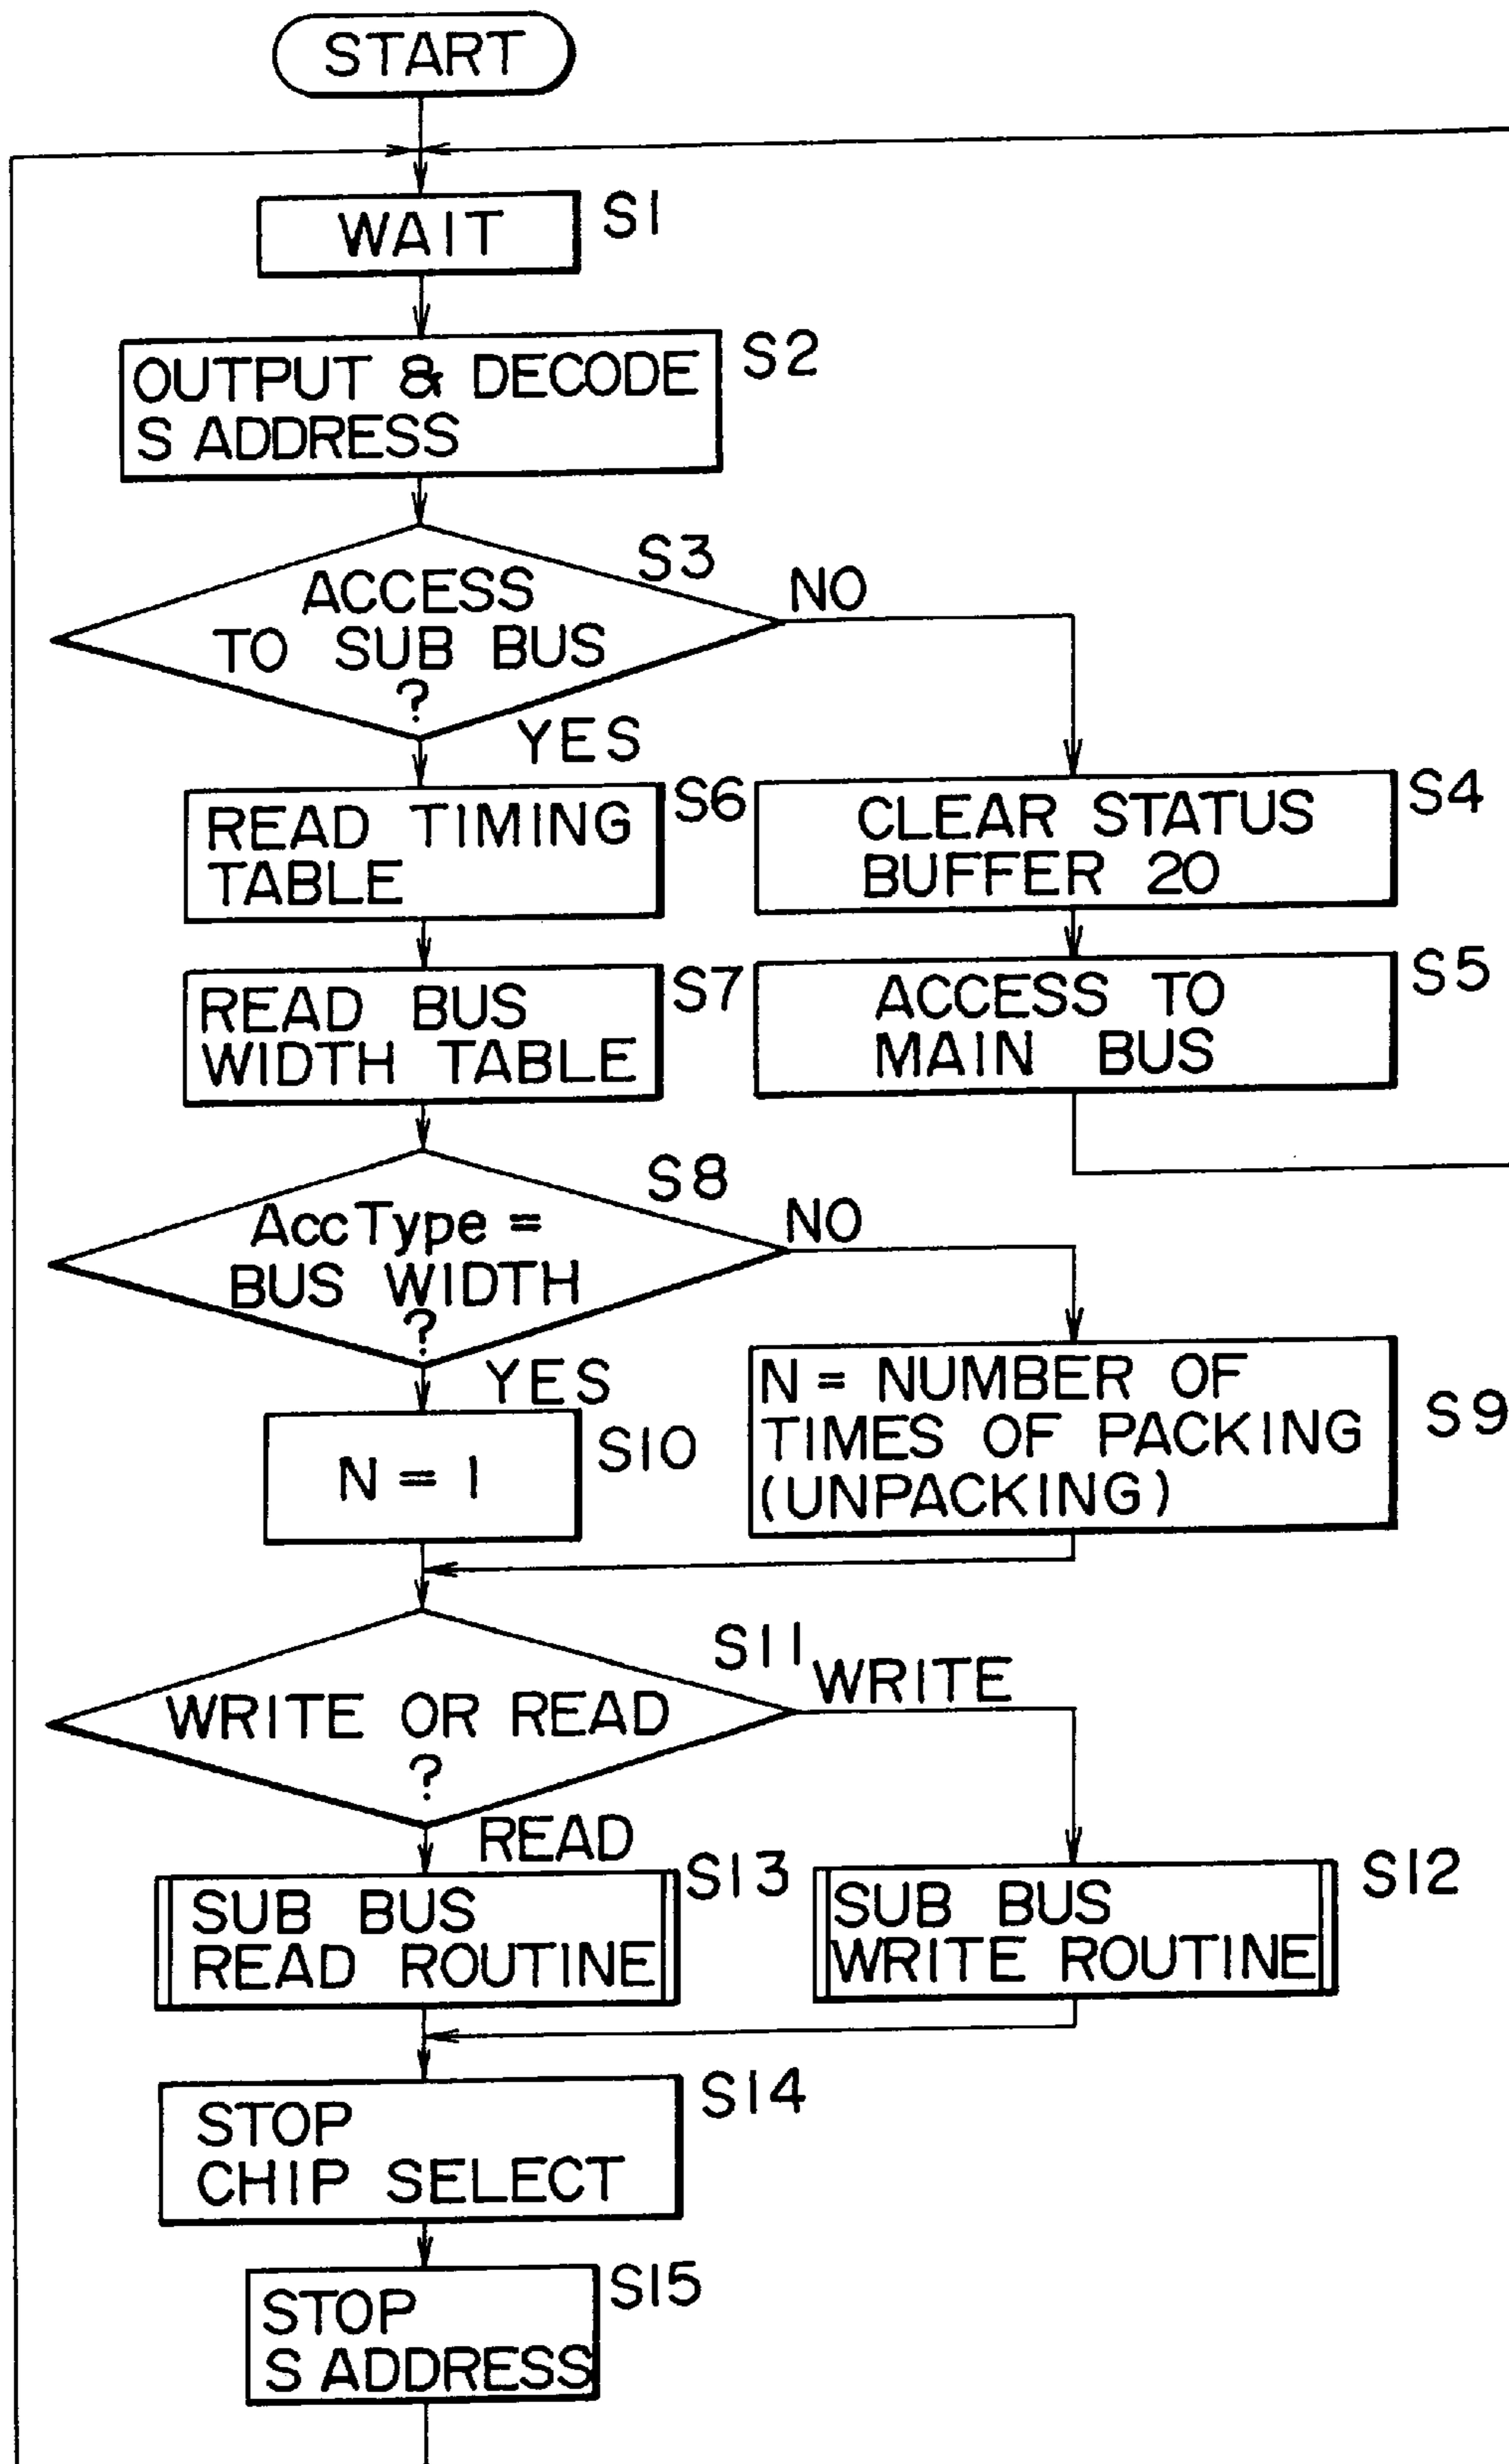 START
WAIT
S1
OUTPUT & DECODE
S ADDRESS
S2
ACCESS
TO SUB BUS
?
S3
NO
YES
READ TIMING
TABLE
S6
CLEAR STATUS
BUFFER 20
S4
READ BUS
WIDTH TABLE
S7
ACCESS TO
MAIN BUS
S5
AccType =
BUS WIDTH
?
S8
NO
YES
N = 1
S10
N = NUMBER OF
TIMES OF PACKING
(UNPACKING)
S9
WRITE OR READ
?
S11
WRITE
READ
SUB BUS
READ ROUTINE
S13
SUB BUS
WRITE ROUTINE
S12
STOP
CHIP SELECT
S14
STOP
S ADDRESS
S15